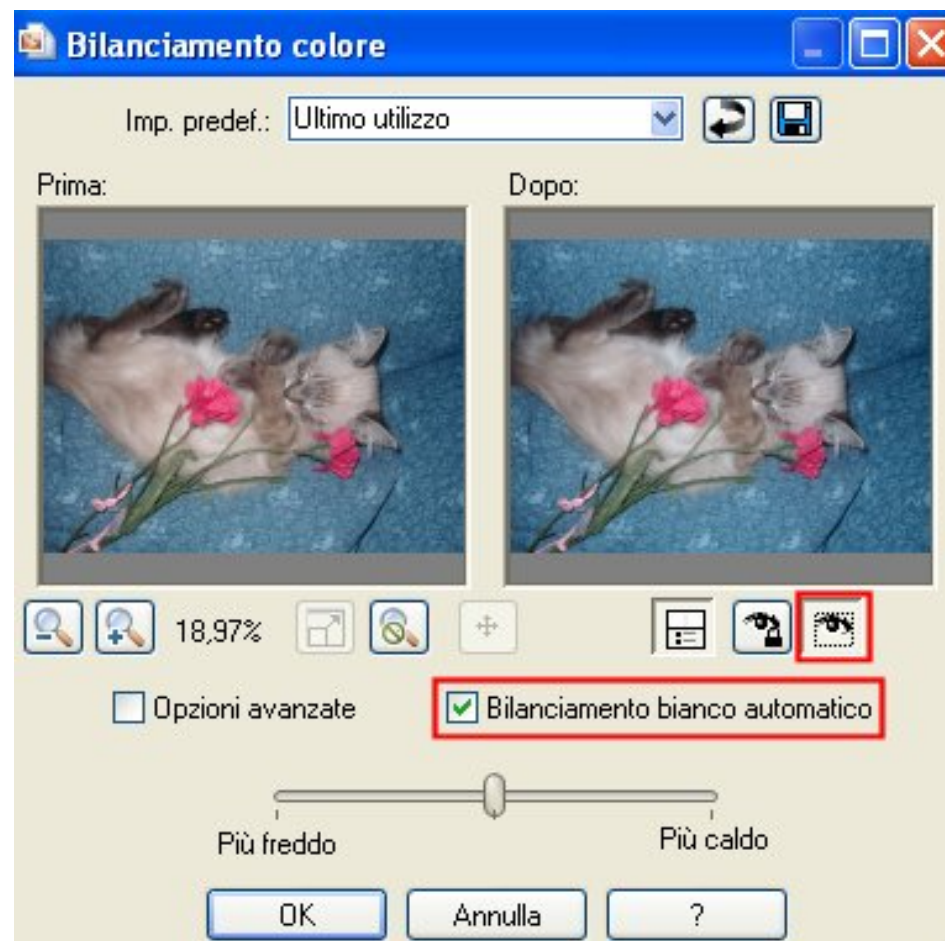 Bilanciamento colore
Imp. predef.: Ultimo utilizzo
Prima: Dopo:
18,97%
Opzioni avanzate Bilanciamento bianco automatico
Più freddo Più caldo
OK Annulla ?